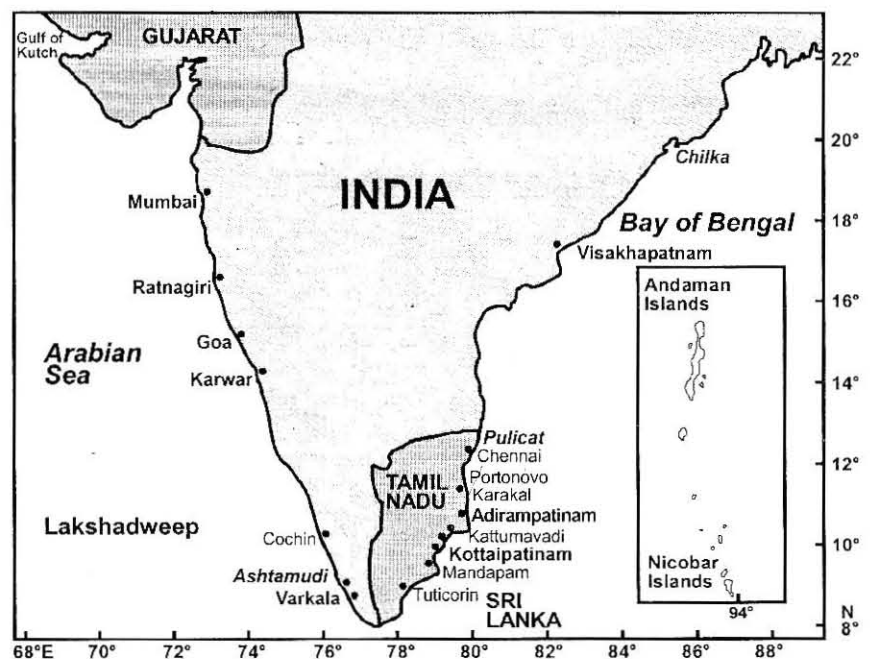 Gulf of
Kutch
GUJARAT
22°
20°
Chilka
INDIA
Mumbai
18°
Bay of Bengal
Visakhapatnam
Ratnagiri
16°
Andaman
Islands
Goa
Arabian
Sea
Karwar
14°
Pulicat
Chennai
12°
TAMIL
NADU
Portonovo
Karakal
Adirampatinam
Lakshadweep
Cochin
Kattumavadi
Kottaipatinam
10°
Nicobar
Islands
Ashtamudi
Mandapam
Varkala
Tuticorin
SRI
LANKA
94°
N
8°
68°E 70° 72° 74° 76° 78° 80° 82° 84° 86° 88°